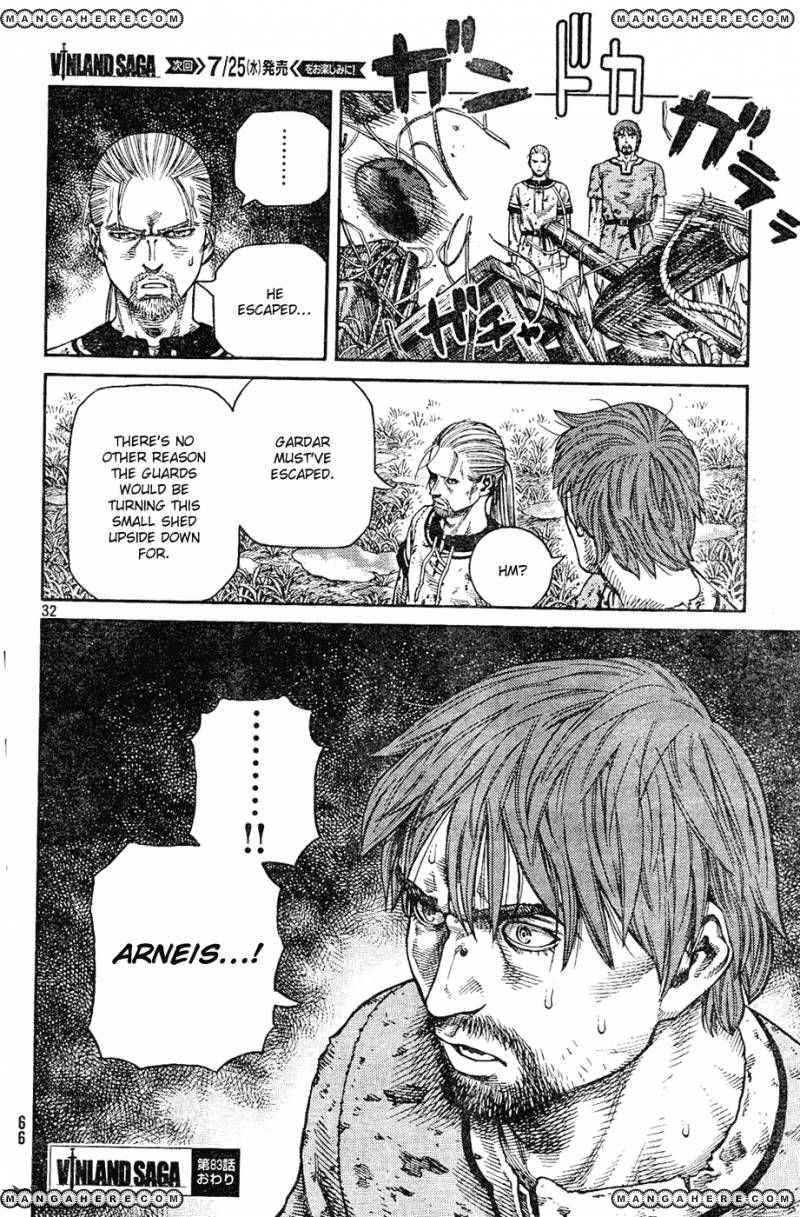 MANGAHERE.COM
MANGAHERE.COM
VINLAND SAGA 次回 7/25(水)発売 をお楽しみに!
ガン
ドカ
ガララ
ガチャ
……
HE
ESCAPED...
GARDAR
MUST'VE
ESCAPED.
THERE'S NO
OTHER REASON
THE GUARDS
WOULD BE
TURNING THIS
SMALL SHED
UPSIDE DOWN
FOR.
HM?
32
………!!
ARNEIS...!
66
VINLAND SAGA
第83話
おわり
MANGAHERE.COM
MANGAHERE.COM